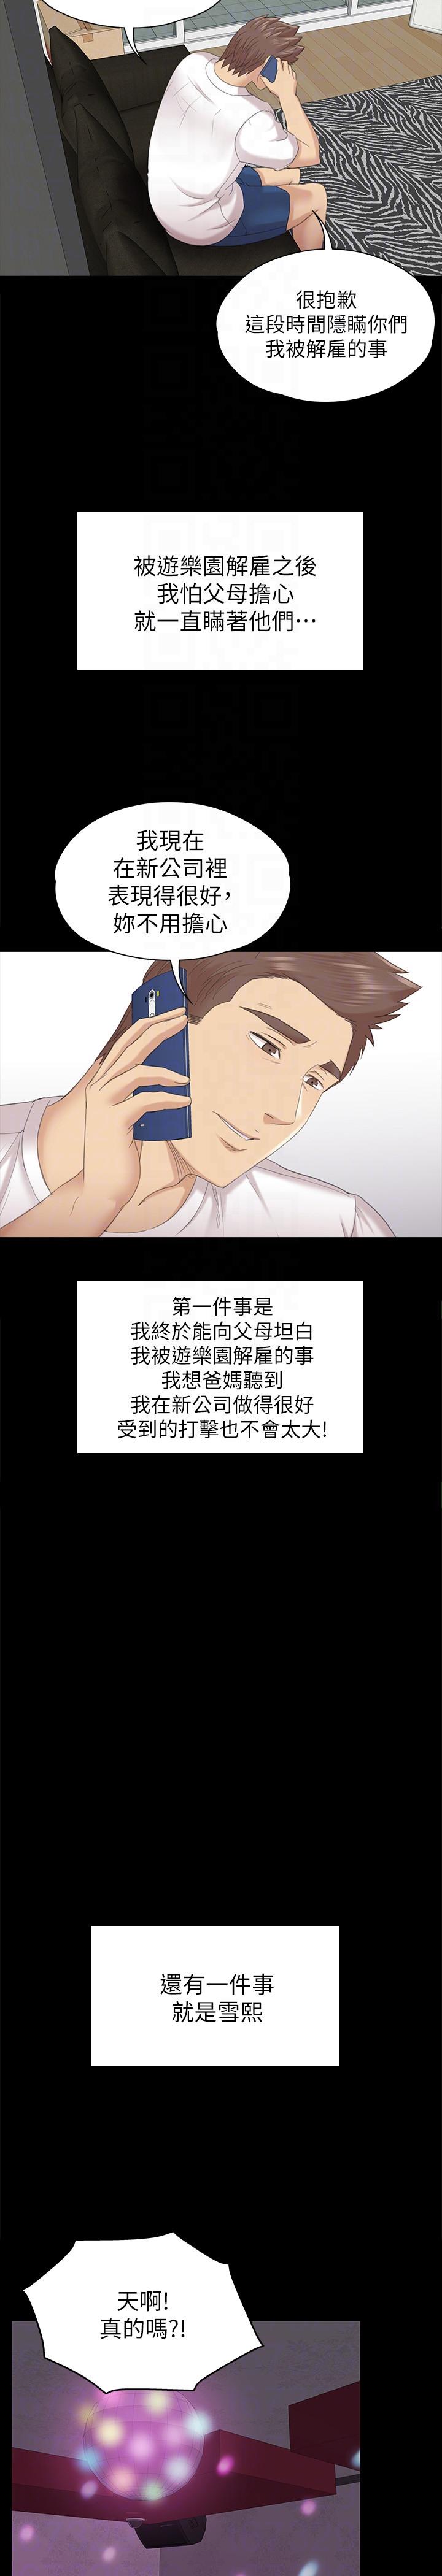 很抱歉
這段時間隱瞞你們
我被解雇的事
被遊樂園解雇之後
我怕父母擔心
就一直瞞著他們…
我現在
在新公司裡
表現得很好,
妳不用擔心
第一件事是
我終於能向父母坦白
我被遊樂園解雇的事
我想爸媽聽到
我在新公司做得很好
受到的打擊也不會太大!
還有一件事
就是雪熙
天啊!
真的嗎?!